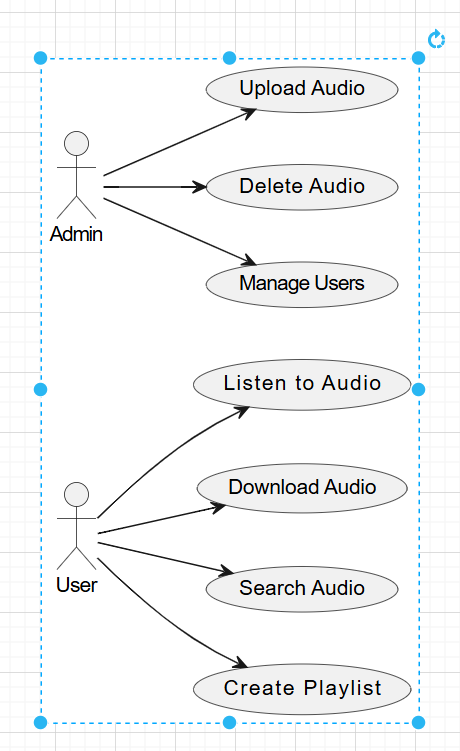 Upload Audio
Delete Audio
Admin
Manage Users
Listen to Audio
Download Audio
User
Search Audio
Create Playlist